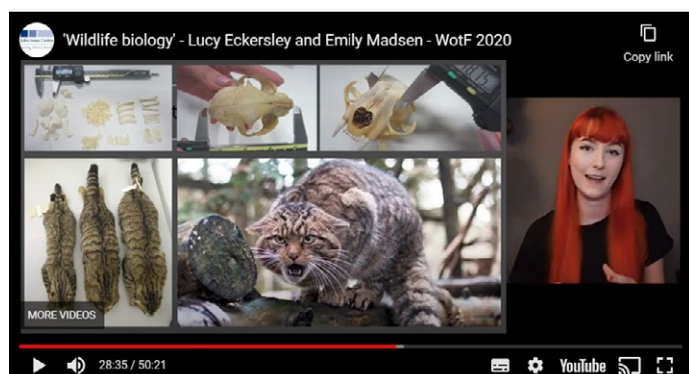 'Wildlife biology' - Lucy Eckersley and Emily Madsen - WotF 2020
Copy link
MORE VIDEOS
28:35 / 50:21
YouTube